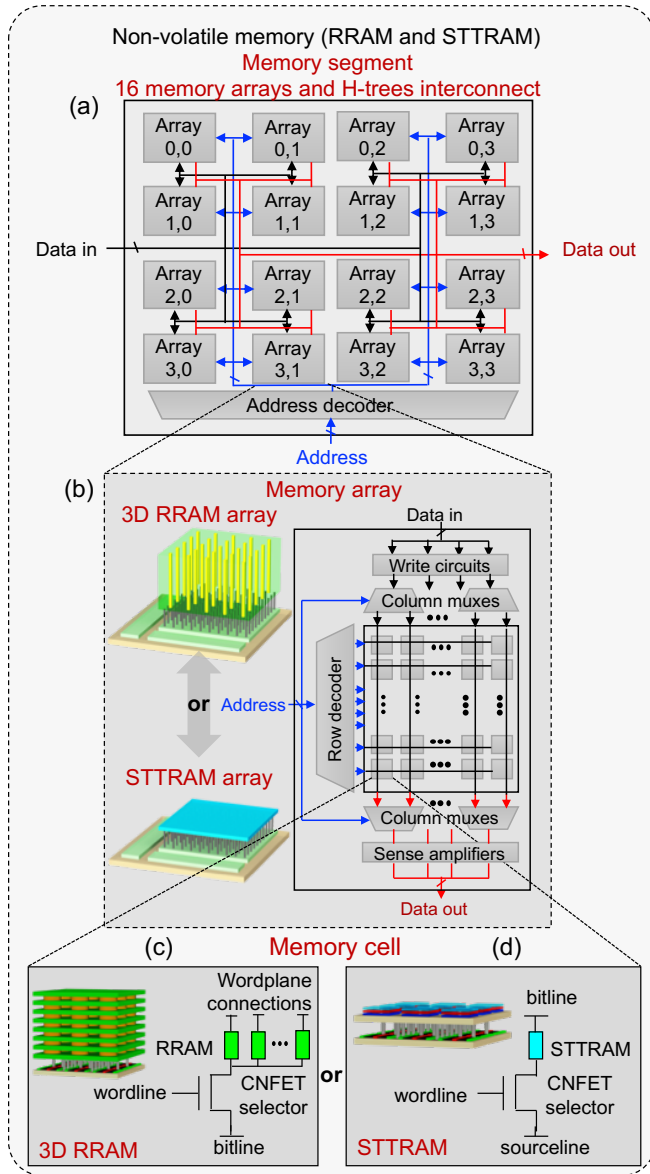 Non-volatile memory (RRAM and STTRAM)
Memory segment
16 memory arrays and H-trees interconnect
(a)
Array 0,0
Array 0,1
Array 0,2
Array 0,3
Array 1,0
Array 1,1
Array 1,2
Array 1,3
Data in
Data out
Array 2,0
Array 2,1
Array 2,2
Array 2,3
Array 3,0
Array 3,1
Array 3,2
Array 3,3
Address decoder
Address
(b)
Memory array
3D RRAM array
Data in
Write circuits
Column muxes
•••
or
Address
Row decoder
•••
•••
•••
•••
•••
•••
•••
•••
STTRAM array
•••
Column muxes
Sense amplifiers
Data out
Memory cell
(c)
Wordplane
connections
RRAM
•••
CNFET
selector
wordline
bitline
3D RRAM
or
(d)
bitline
STTRAM
CNFET
selector
wordline
sourceline
STTRAM